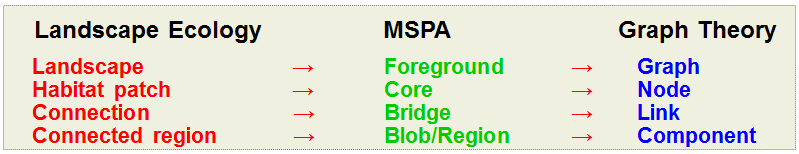 Landscape Ecology MSPA Graph Theory
Landscape → Foreground → Graph
Habitat patch → Core → Node
Connection → Bridge → Link
Connected region → Blob/Region → Component